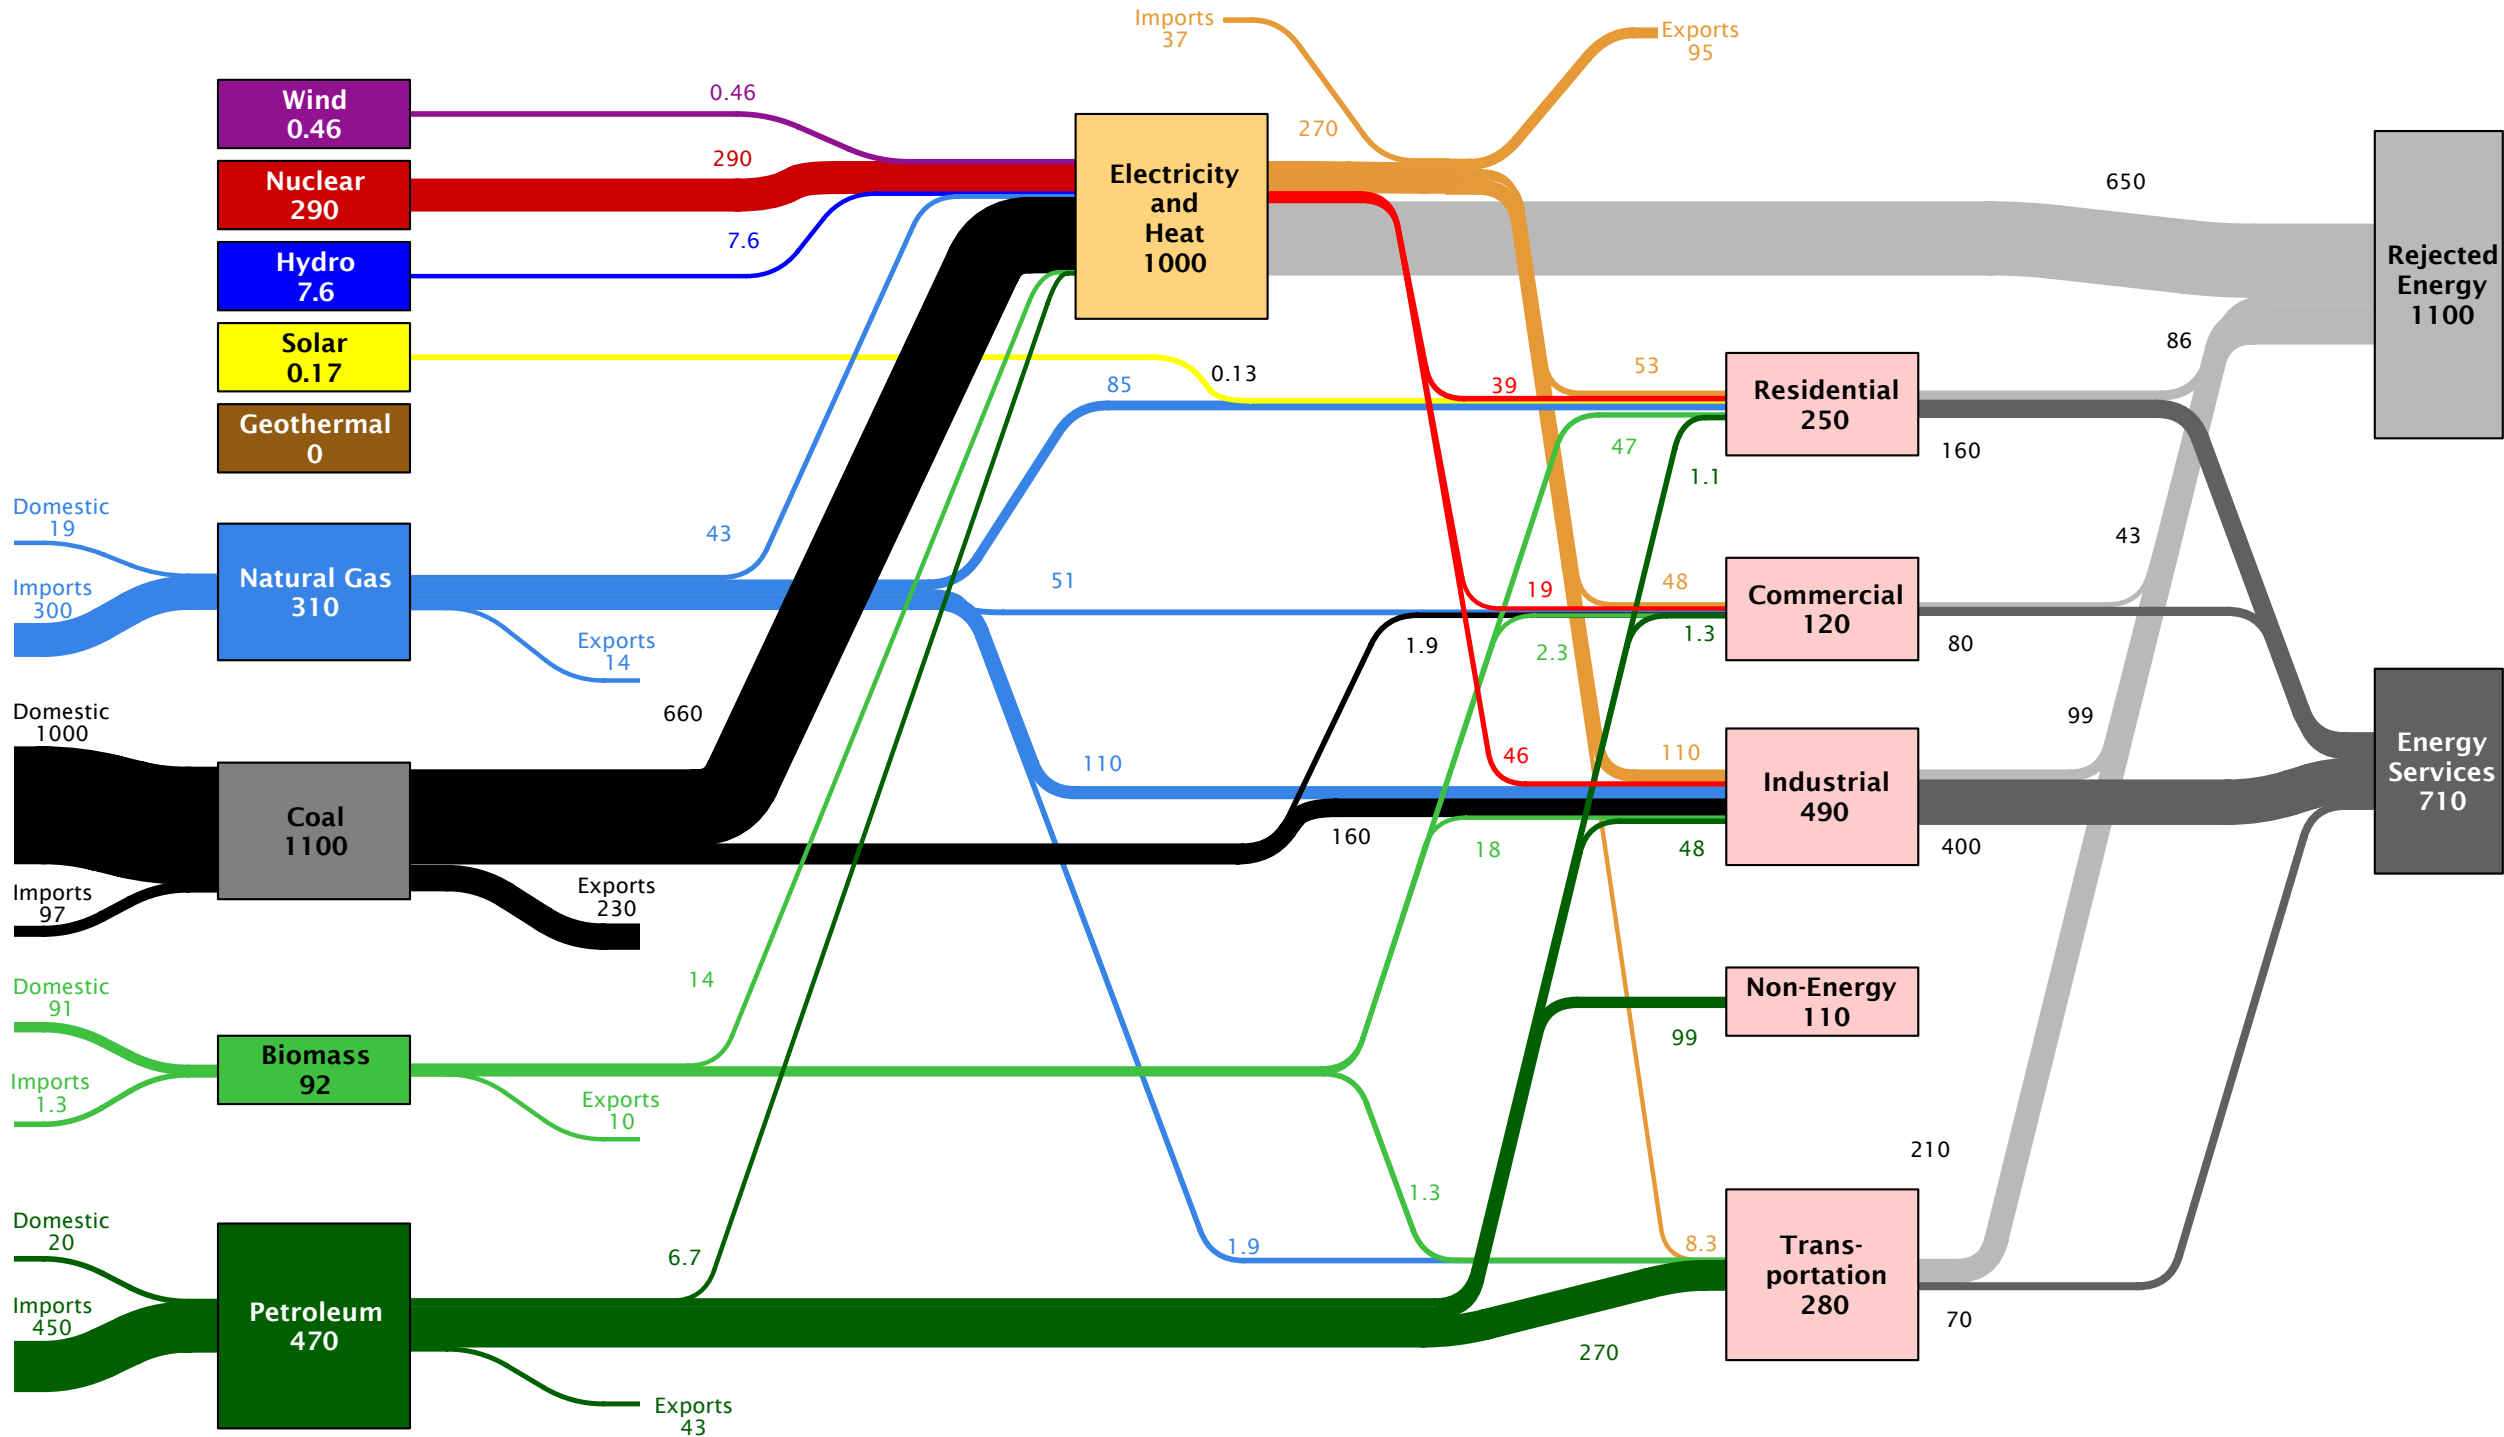 Imports
37
Exports
95
Wind
0.46
0.46
Nuclear
290
290
Hydro
7.6
7.6
Solar
0.17
0.13
Geothermal
0
Electricity
and
Heat
1000
270
650
Rejected
Energy
1100
86
85
39
53
Residential
250
47
1.1
160
Domestic
19
Imports
300
Natural Gas
310
43
Exports
14
51
19
48
Commercial
120
1.9
2.3
1.3
80
43
Domestic
1000
Imports
97
Coal
1100
660
Exports
230
110
46
110
Industrial
490
160
18
48
400
99
Energy
Services
710
Domestic
91
Imports
1.3
Biomass
92
14
Exports
10
Non-Energy
110
99
1.3
210
Domestic
20
Imports
450
Petroleum
470
6.7
Exports
43
1.9
8.3
Trans-
portation
280
270
70